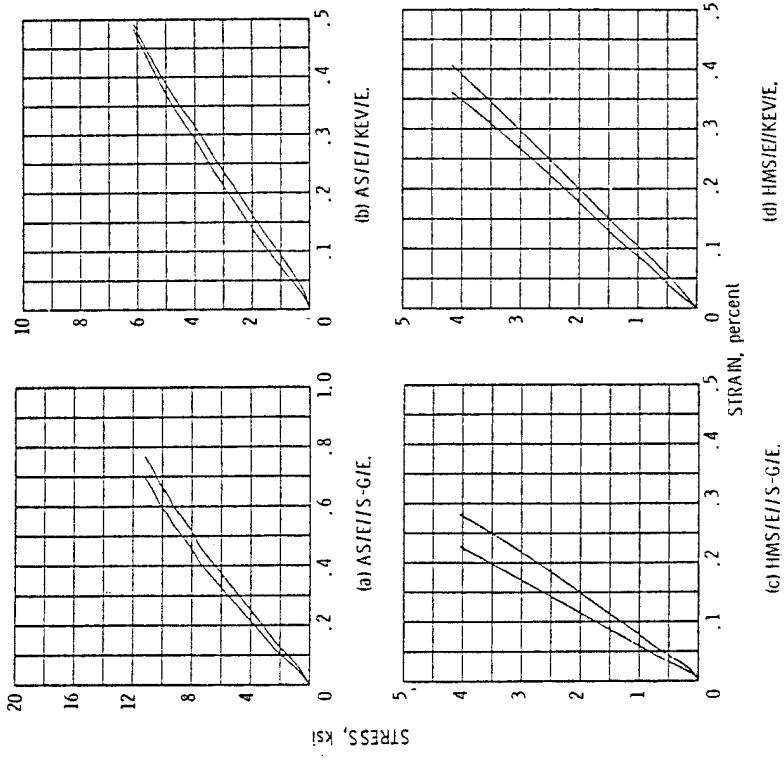 STRESS, ksi
20
16
12
8
4
0 .2 .4 .6 .8 1.0
(a) AS/E//S-G/E.
10
8
6
4
2
0 .1 .2 .3 .4 .5
(b) AS/E//KEV/E.
5
4
3
2
1
0 .1 .2 .3 .4 .5
(c) HMS/E//S-G/E.
5
4
3
2
1
0 .1 .2 .3 .4 .5
(d) HMS/E//KEV/E.
STRAIN, percent